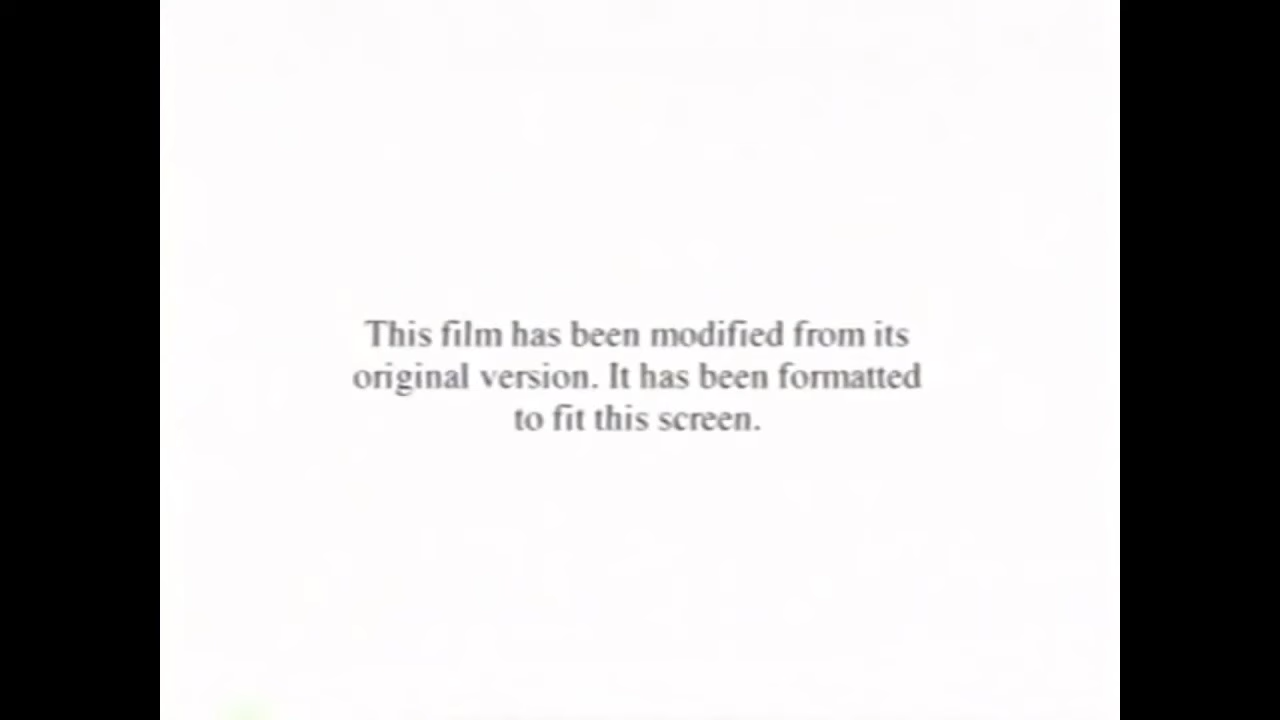 This film has been modified from its
original version. It has been formatted
to fit this screen.